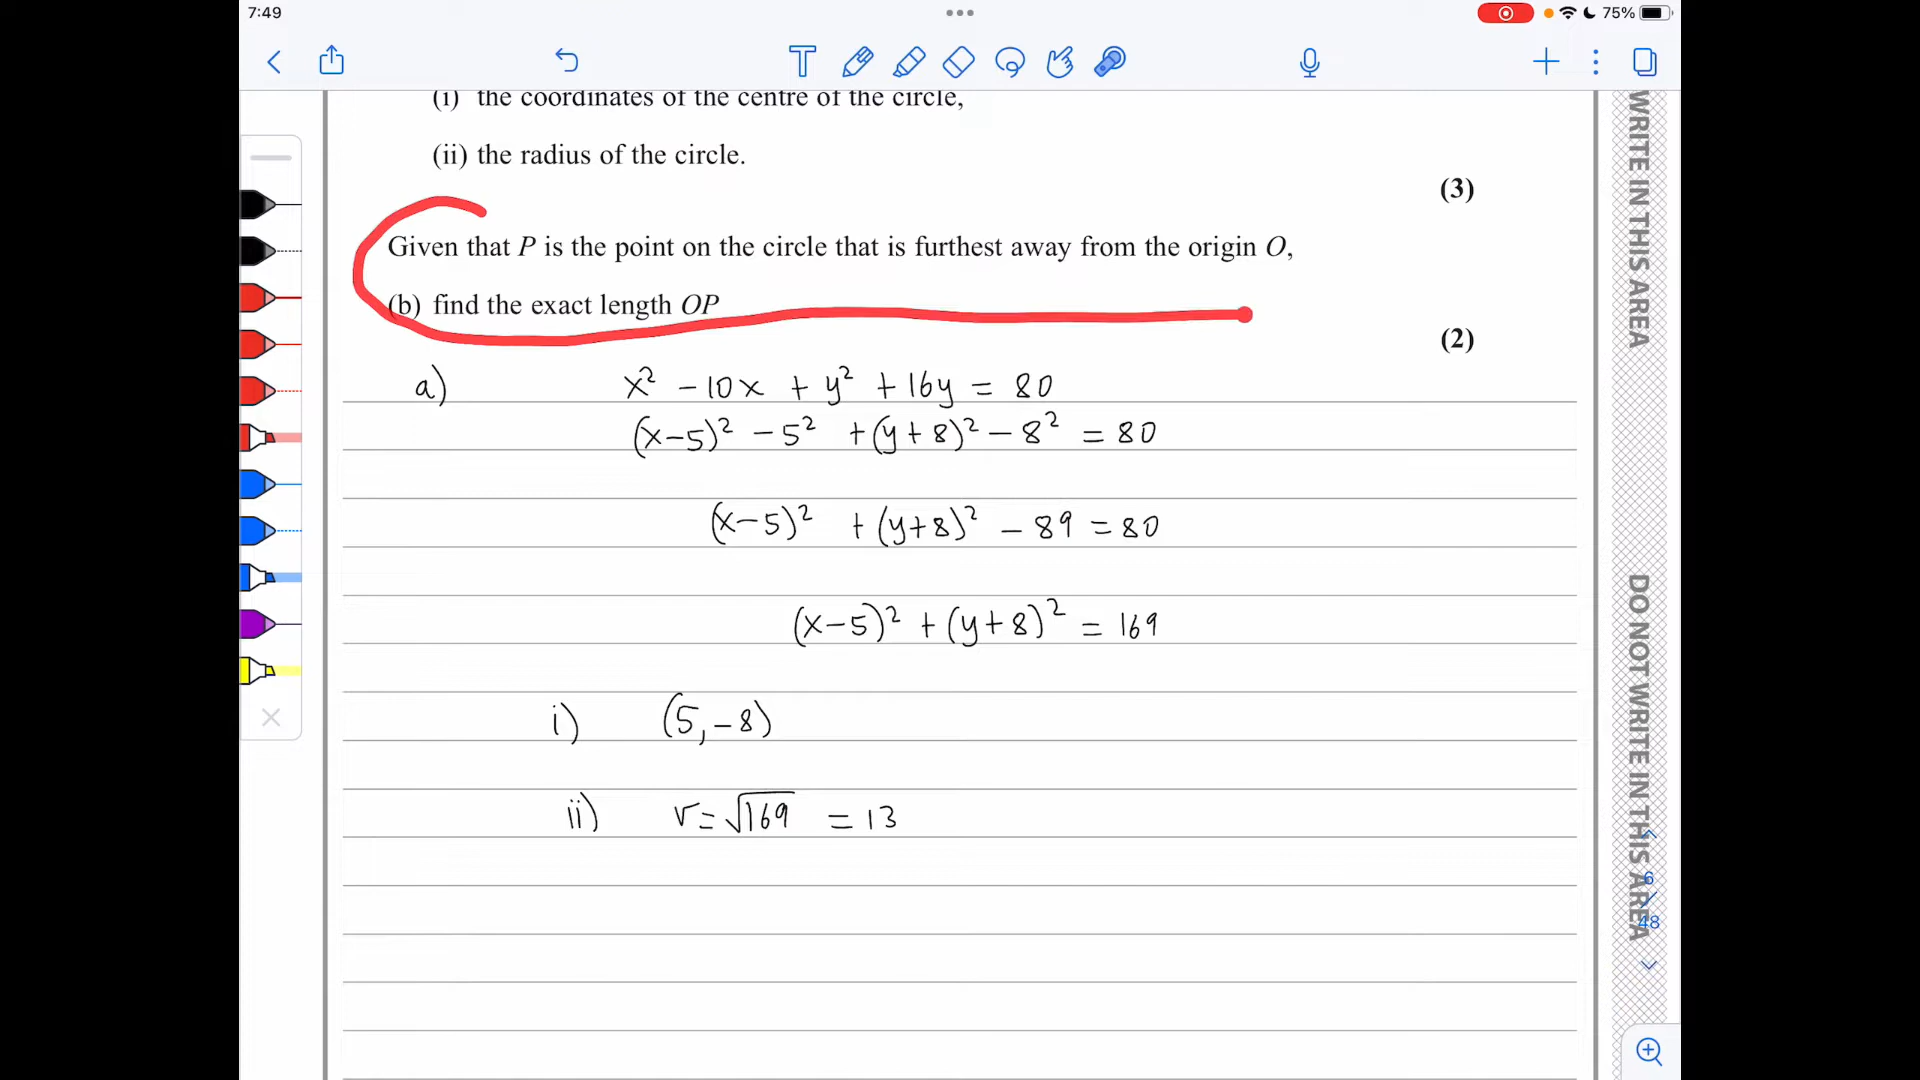 7:49
75%
(i) the coordinates of the centre of the circle,
(ii) the radius of the circle.
(3)
Given that P is the point on the circle that is furthest away from the origin O,
(b) find the exact length OP
(2)
a) x² - 10x + y² + 16y = 80
(x-5)² - 5² + (y+8)² - 8² = 80
(x-5)² + (y+8)² - 89 = 80
(x-5)² + (y+8)² = 169
i) (5, -8)
ii) r = √169 = 13
WRITE IN THIS AREA
DO NOT WRITE IN THIS AREA
6
/
48